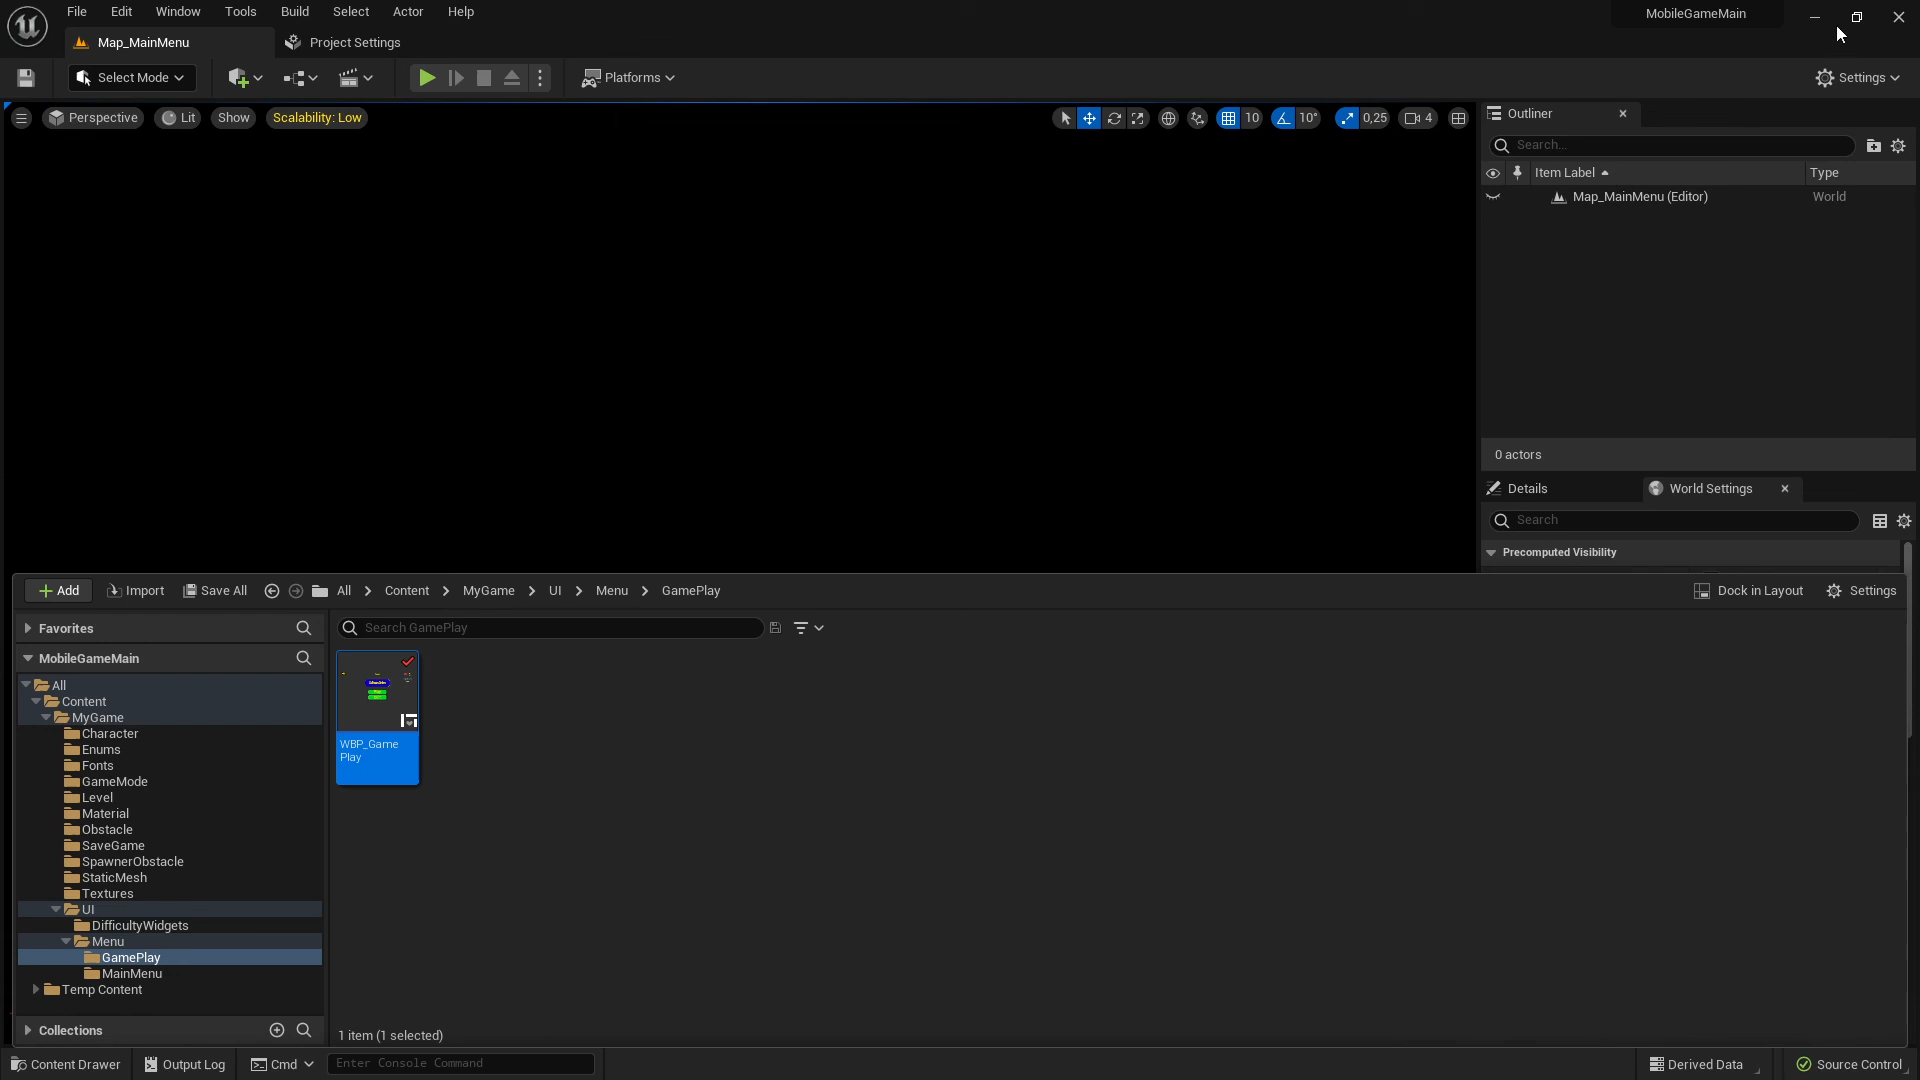 File Edit Window Tools Build Select Actor Help
MobileGameMain
Map_MainMenu
Project Settings
Select Mode
Platforms
Settings
Perspective Lit Show Scalability: Low
10 10° 0,25 4
Outliner
Search...
Item Label Type
Map_MainMenu (Editor) World
0 actors
Details World Settings
Search
Precomputed Visibility
Add Import Save All All Content MyGame UI Menu GamePlay
Dock in Layout Settings
Favorites
Search GamePlay
MobileGameMain
All
Content
MyGame
Character
Enums
Fonts
GameMode
Level
Material
Obstacle
SaveGame
SpawnerObstacle
StaticMesh
Textures
UI
DifficultyWidgets
Menu
GamePlay
MainMenu
Temp Content
WBP_Game
Play
Collections
1 item (1 selected)
Content Drawer Output Log Cmd Enter Console Command
Derived Data Source Control